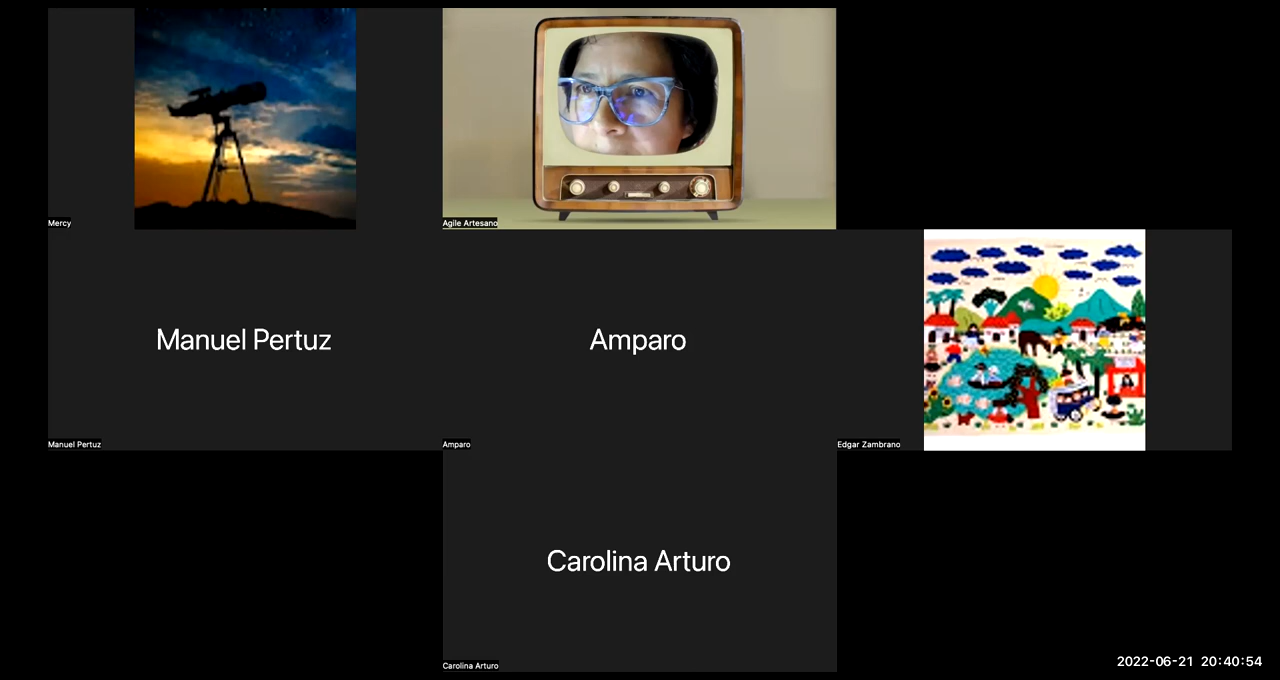 Mercy
Agile Artesano
Manuel Pertuz
Amparo
Manuel Pertuz
Amparo
Edgar Zambrano
Carolina Arturo
Carolina Arturo
2022-06-21 20:40:54